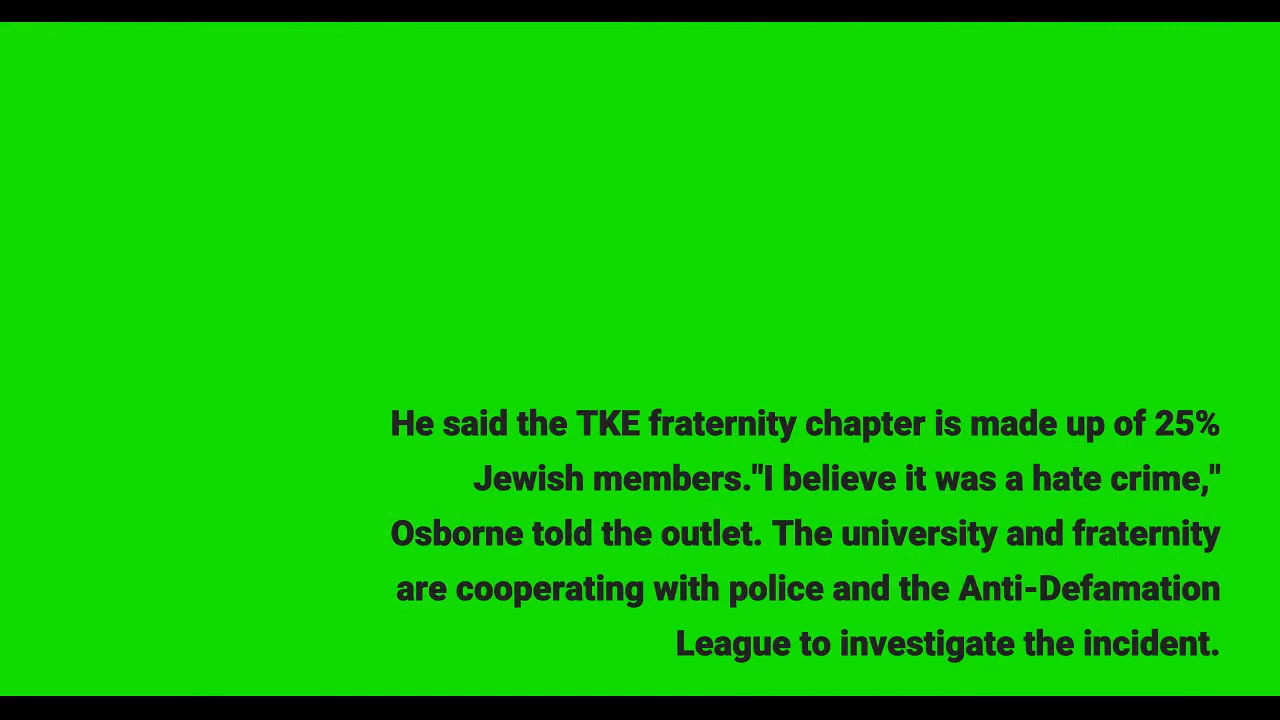 He said the TKE fraternity chapter is made up of 25%
Jewish members."I believe it was a hate crime,"
Osborne told the outlet. The university and fraternity
are cooperating with police and the Anti-Defamation
League to investigate the incident.